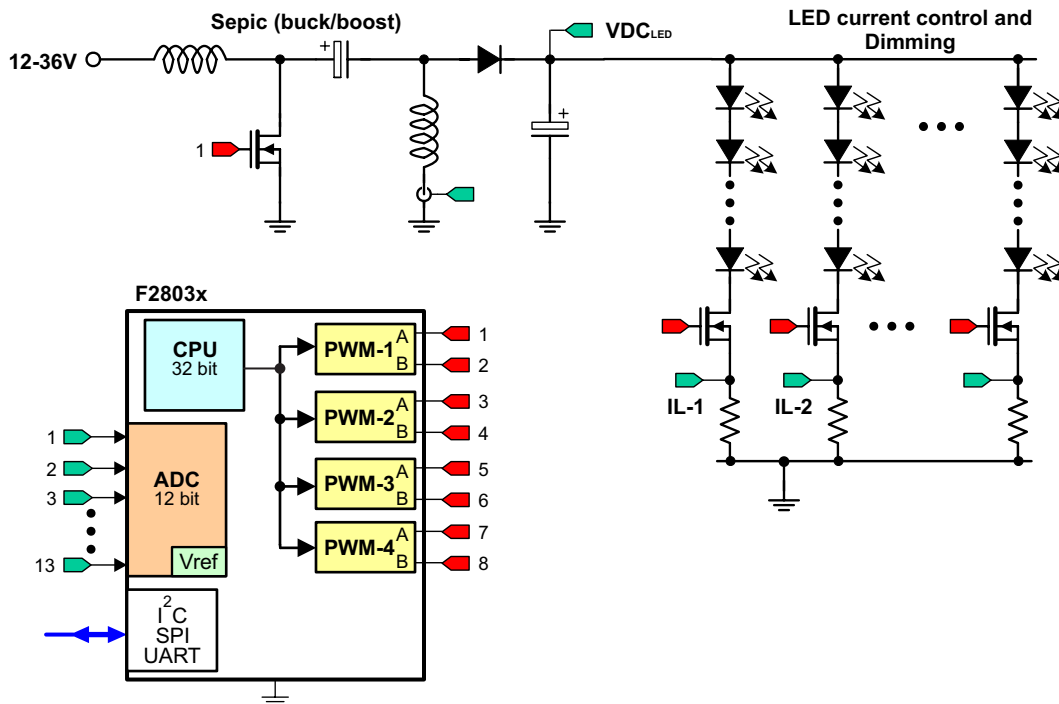 Sepic (buck/boost)
VDC LED
LED current control and
Dimming
12-36V
1
IL-1
IL-2
F2803x
CPU
32 bit
PWM-1
A
B
1
2
PWM-2
A
B
3
4
PWM-3
A
B
5
6
PWM-4
A
B
7
8
1
2
3
13
ADC
12 bit
Vref
I²C
SPI
UART